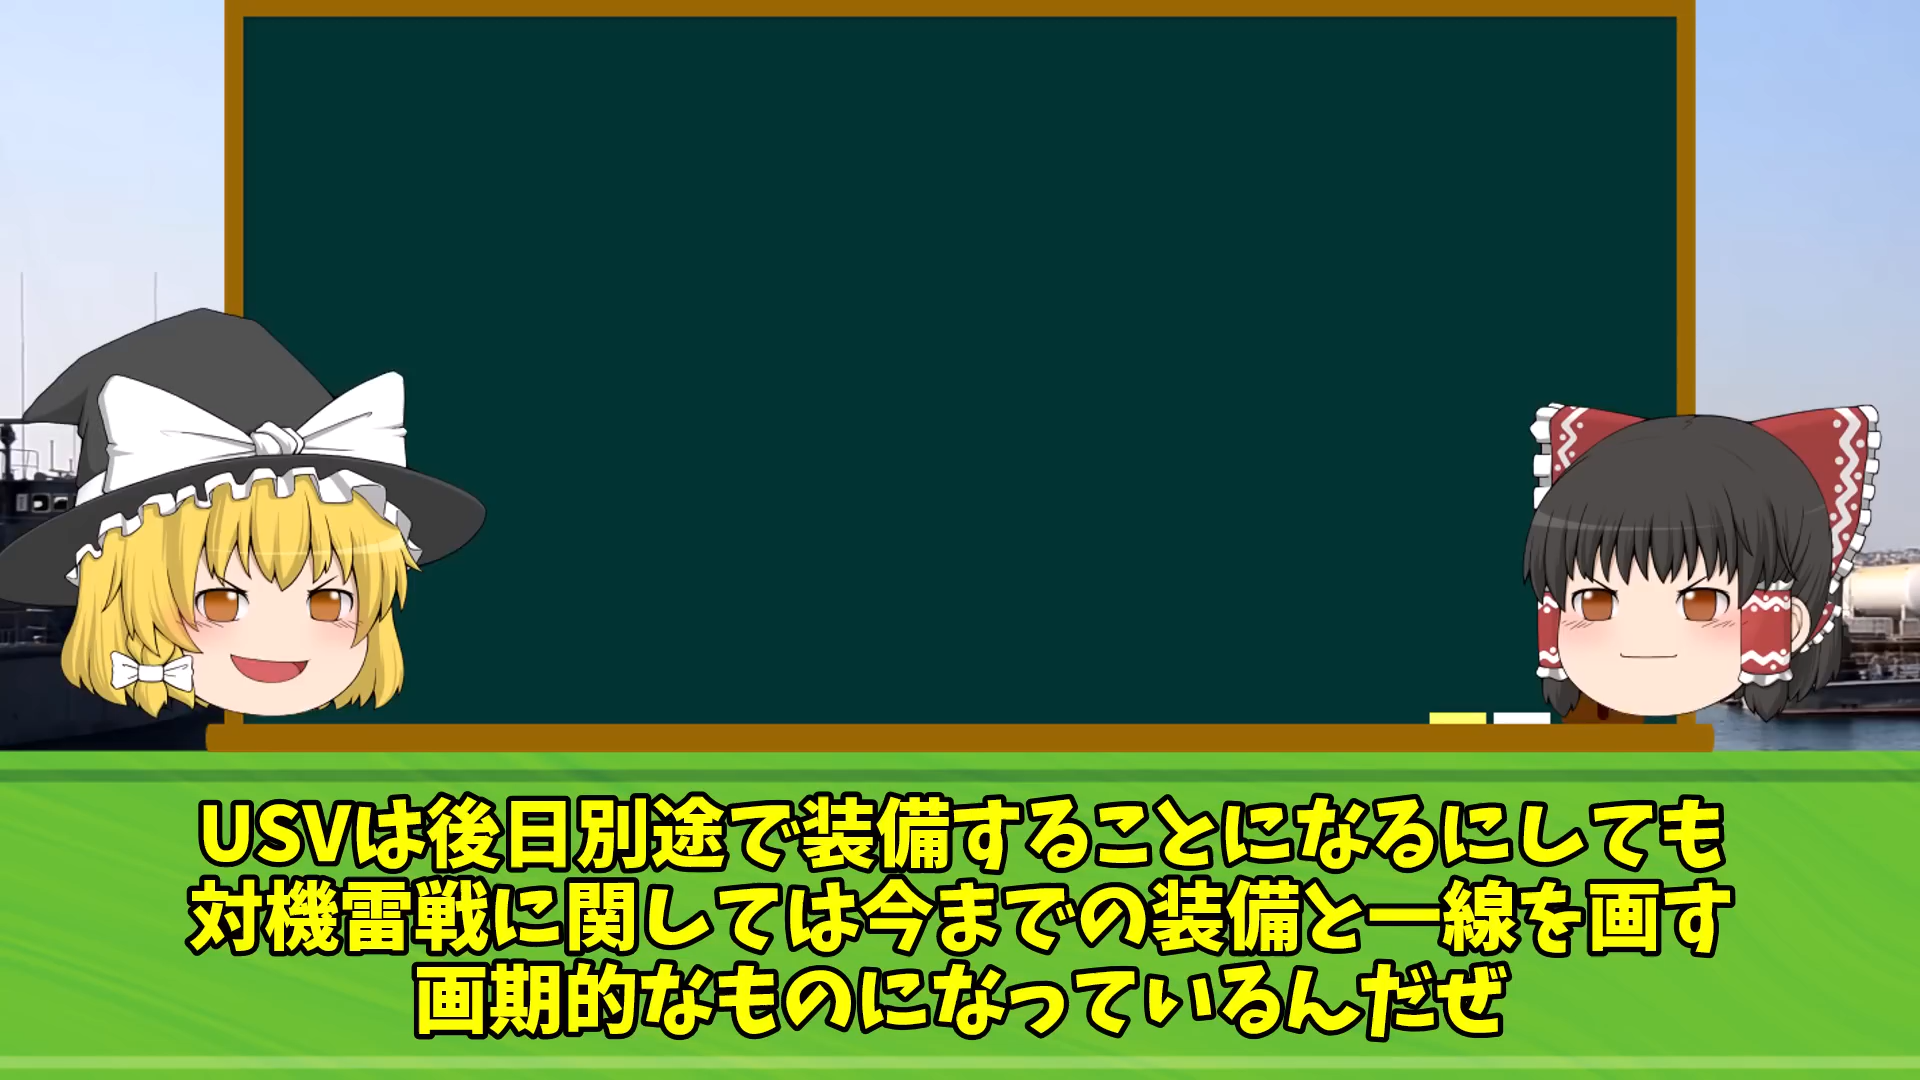 USVは後日別途で装備することになるにしても
対機雷戦に関しては今までの装備と一線を画す
画期的なものになっているんだぜ